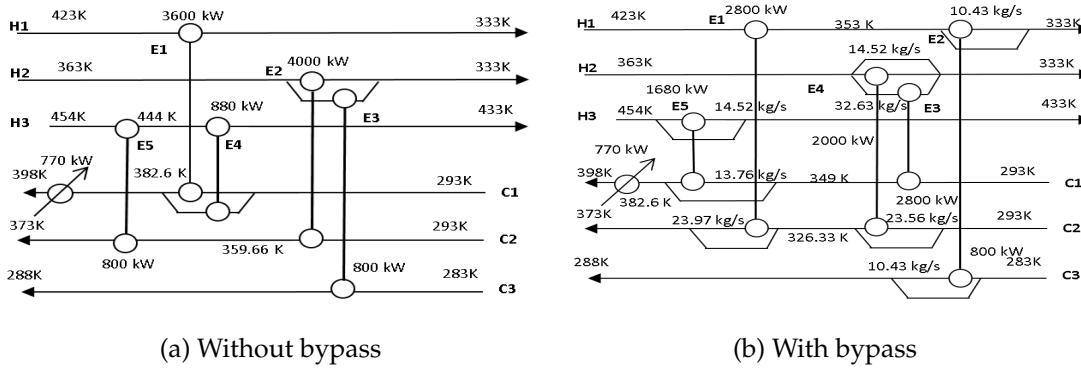 3600 kW
H1 423K 333K
E1
4000 kW
H2 363K E2 333K
880 kW E3
H3 454K 444 K 433K
E5 E4
770 kW 382.6 K
398K 293K C1
373K 359.66 K 293K C2
800 kW 800 kW
288K 283K C3
(a) Without bypass
E1 2800 kW 10.43 kg/s
H1 423K 353K 333K
E2
14.52 kg/s
H2 363K 333K
E4
1680 kW 32.63 kg/s E3
H3 454K E5 14.52 kg/s 433K
770 kW 2000 kW
398K 13.76 kg/s 349 K 293K C1
382.6 K 2800 kW
373K 23.97 kg/s 326.33 K 23.56 kg/s 293K C2
800 kW
288K 10.43 kg/s 283K C3
(b) With bypass